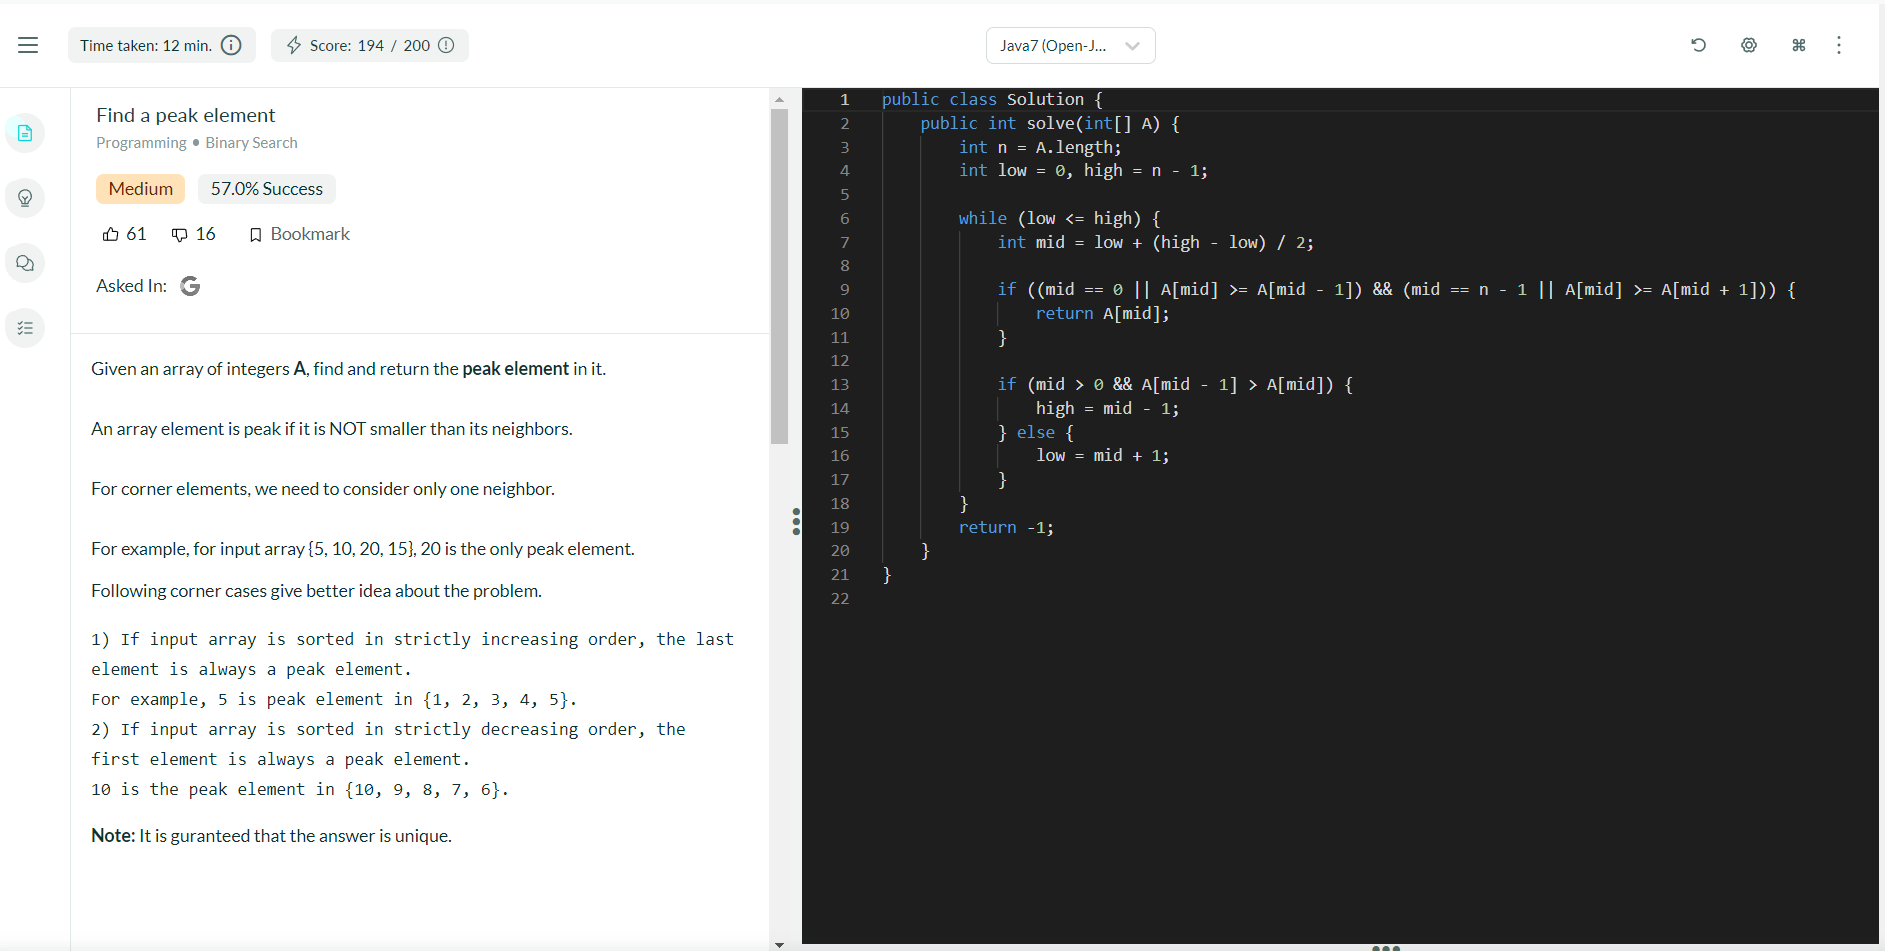 Time taken: 12 min.
Score: 194 / 200
Java7 (Open-J...
Find a peak element
Programming • Binary Search
Medium
57.0% Success
61
16
Bookmark
Asked In:
Given an array of integers A, find and return the peak element in it.
An array element is peak if it is NOT smaller than its neighbors.
For corner elements, we need to consider only one neighbor.
For example, for input array {5, 10, 20, 15}, 20 is the only peak element.
Following corner cases give better idea about the problem.
1) If input array is sorted in strictly increasing order, the last
element is always a peak element.
For example, 5 is peak element in {1, 2, 3, 4, 5}.
2) If input array is sorted in strictly decreasing order, the
first element is always a peak element.
10 is the peak element in {10, 9, 8, 7, 6}.
Note: It is guranteed that the answer is unique.
1 public class Solution {
2     public int solve(int[] A) {
3         int n = A.length;
4         int low = 0, high = n - 1;
5
6         while (low <= high) {
7             int mid = low + (high - low) / 2;
8
9             if ((mid == 0 || A[mid] >= A[mid - 1]) && (mid == n - 1 || A[mid] >= A[mid + 1])) {
10                 return A[mid];
11             }
12
13             if (mid > 0 && A[mid - 1] > A[mid]) {
14                 high = mid - 1;
15             } else {
16                 low = mid + 1;
17             }
18         }
19         return -1;
20     }
21 }
22